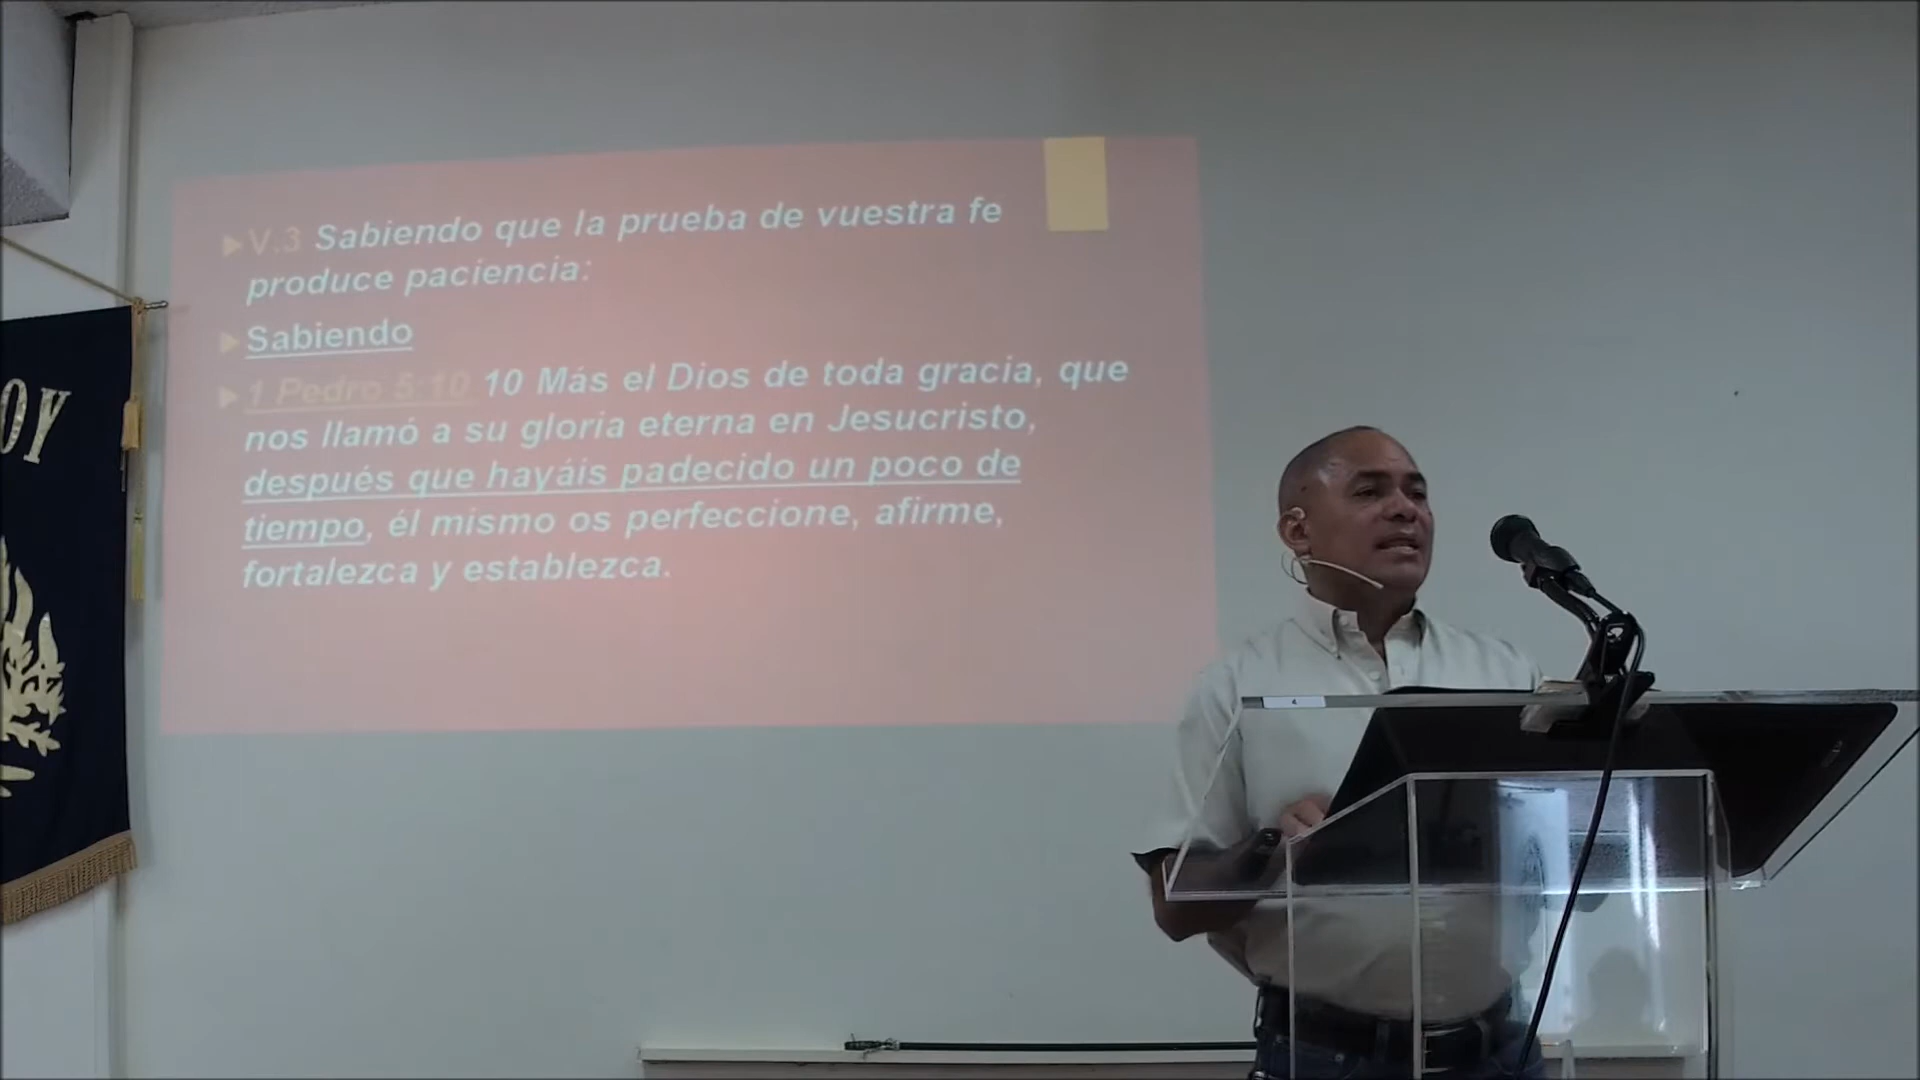 V.3 Sabiendo que la prueba de vuestra fe
produce paciencia:
Sabiendo
1 Pedro 5:10 10 Más el Dios de toda gracia, que
nos llamó a su gloria eterna en Jesucristo,
después que hayáis padecido un poco de
tiempo, él mismo os perfeccione, afirme,
fortalezca y establezca.
OY